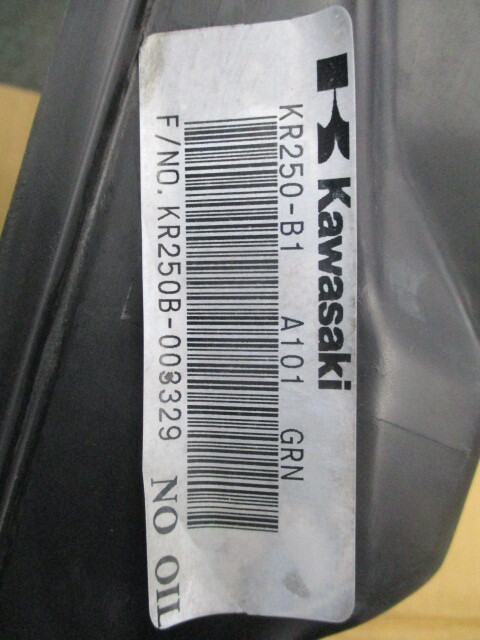 Kawasaki
KR250-B1 A101 GRN
F/NO. KR250B-003329 NO OIL